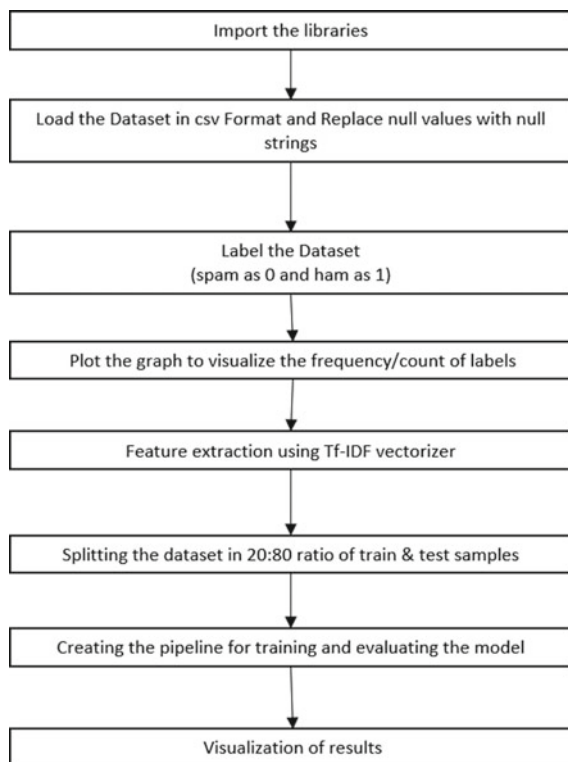 Import the libraries
Load the Dataset in csv Format and Replace null values with null
strings
Label the Dataset
(spam as 0 and ham as 1)
Plot the graph to visualize the frequency/count of labels
Feature extraction using Tf-IDF vectorizer
Splitting the dataset in 20:80 ratio of train & test samples
Creating the pipeline for training and evaluating the model
Visualization of results